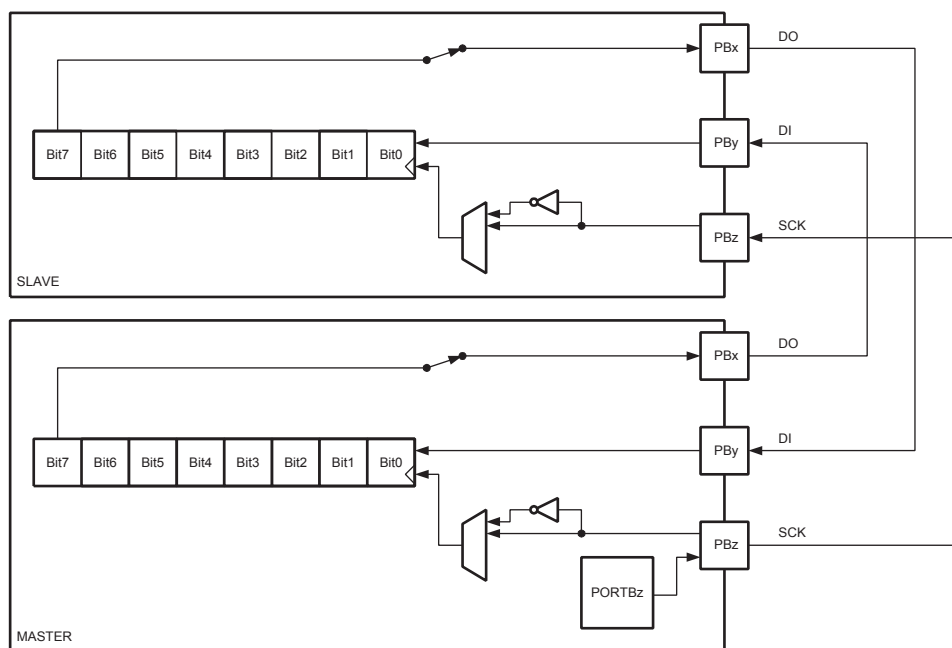 PBx
DO
PBy
DI
Bit7 Bit6 Bit5 Bit4 Bit3 Bit2 Bit1 Bit0
PBz
SCK
SLAVE
PBx
DO
PBy
DI
Bit7 Bit6 Bit5 Bit4 Bit3 Bit2 Bit1 Bit0
PBz
SCK
PORTBz
MASTER